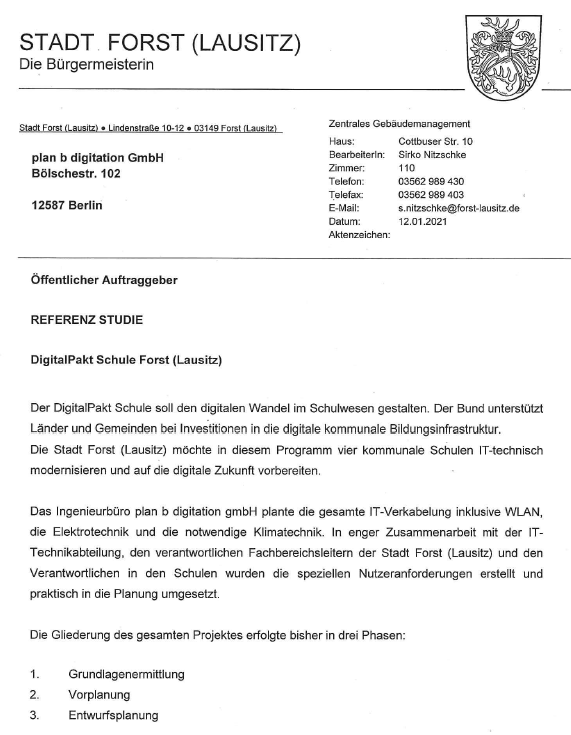 STADT FORST (LAUSITZ)
Die Bürgermeisterin
Stadt Forst (Lausitz) ● Lindenstraße 10-12 ● 03149 Forst (Lausitz)
plan b digitation GmbH
Bölschestr. 102
12587 Berlin
Zentrales Gebäudemanagement
Haus: Cottbuser Str. 10
BearbeiterIn: Sirko Nitzschke
Zimmer: 110
Telefon: 03562 989 430
Telefax: 03562 989 403
E-Mail: s.nitzschke@forst-lausitz.de
Datum: 12.01.2021
Aktenzeichen:
Öffentlicher Auftraggeber
REFERENZ STUDIE
DigitalPakt Schule Forst (Lausitz)
Der DigitalPakt Schule soll den digitalen Wandel im Schulwesen gestalten. Der Bund unterstützt
Länder und Gemeinden bei Investitionen in die digitale kommunale Bildungsinfrastruktur.
Die Stadt Forst (Lausitz) möchte in diesem Programm vier kommunale Schulen IT-technisch
modernisieren und auf die digitale Zukunft vorbereiten.
Das Ingenieurbüro plan b digitation gmbH plante die gesamte IT-Verkabelung inklusive WLAN,
die Elektrotechnik und die notwendige Klimatechnik. In enger Zusammenarbeit mit der IT-
Technikabteilung, den verantwortlichen Fachbereichsleitern der Stadt Forst (Lausitz) und den
Verantwortlichen in den Schulen wurden die speziellen Nutzeranforderungen erstellt und
praktisch in die Planung umgesetzt.
Die Gliederung des gesamten Projektes erfolgte bisher in drei Phasen:
1. Grundlagenermittlung
2. Vorplanung
3. Entwurfsplanung